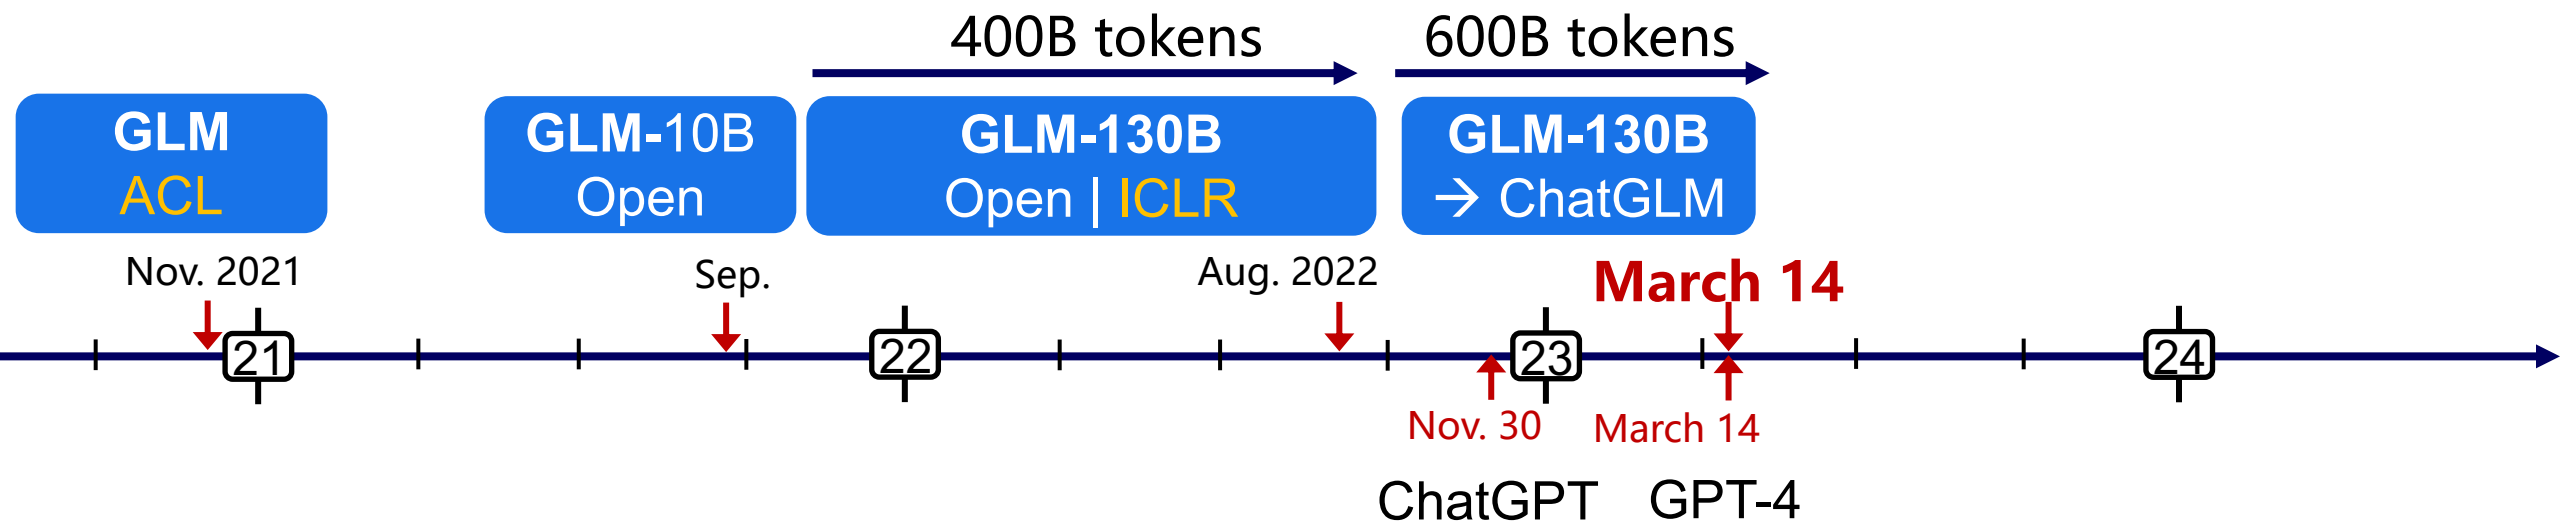 400B tokens
600B tokens
GLM
ACL
GLM-10B
Open
GLM-130B
Open | ICLR
GLM-130B
→ ChatGLM
Nov. 2021
Sep.
Aug. 2022
March 14
21
22
23
24
Nov. 30
March 14
ChatGPT
GPT-4